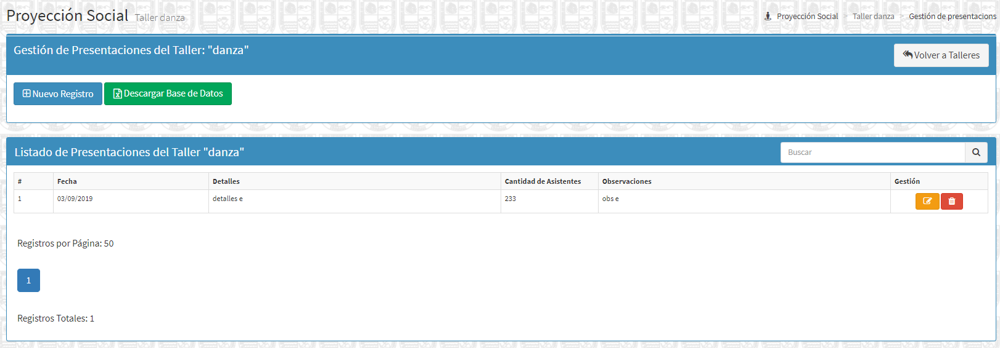 Proyección Social Taller danza
Proyección Social > Taller danza > Gestión de presentacions
Gestión de Presentaciones del Taller: "danza"
Volver a Talleres
Nuevo Registro Descargar Base de Datos
Listado de Presentaciones del Taller "danza"
Buscar
# Fecha Detalles Cantidad de Asistentes Observaciones Gestión
1 03/09/2019 detalles e 233 obs e
Registros por Página: 50
1
Registros Totales: 1